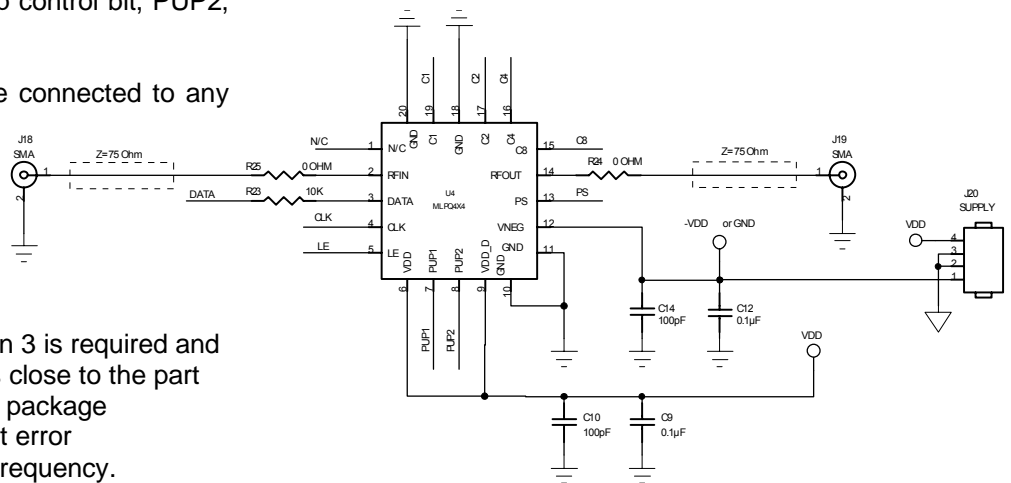 o control bit, PUP2,
e connected to any
n 3 is required and
s close to the part
package
t error
requency.
C1
C2
C4
20
19
18
17
16
GND
C1
GND
C2
C4
J18
SMA
1
2
Z=75 Ohm
R25
0 OHM
DATA
R23
10K
N/C
CLK
LE
1
2
3
4
5
N/C
RFIN
DATA
CLK
LE
U4
MLPQ4X4
C8
RFOUT
PS
VNEG
GND
15
14
13
12
11
C8
R24
0 OHM
PS
Z=75 Ohm
J19
SMA
1
2
VDD
PUP1
PUP2
VDD_D
GND
6
7
8
9
10
PUP1
PUP2
-VDD or GND
C14
100pF
C12
0.1µF
J20
SUPPLY
VDD
4
3
2
1
VDD
C10
100pF
C9
0.1µF